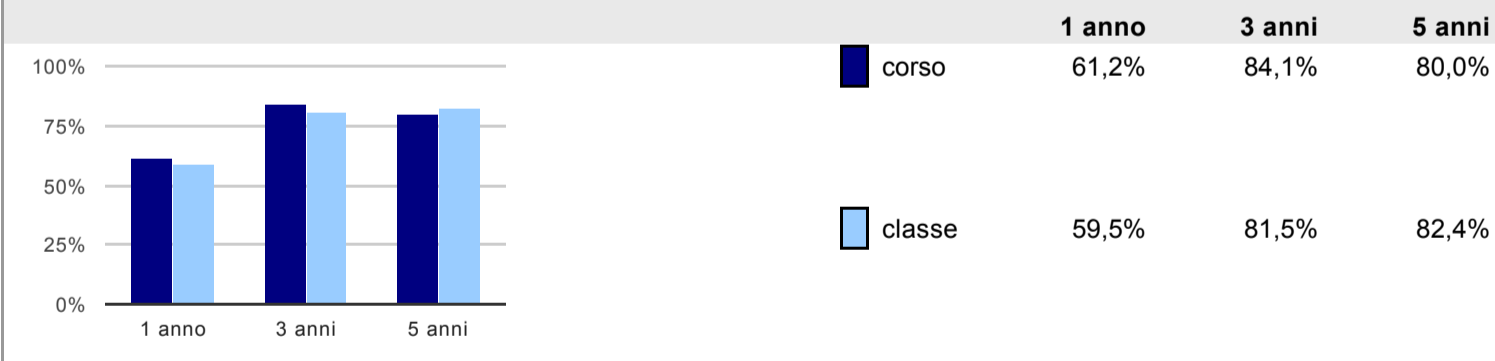 1 anno 3 anni 5 anni
100%
75%
50%
25%
0%
1 anno 3 anni 5 anni
corso 61,2% 84,1% 80,0%
classe 59,5% 81,5% 82,4%